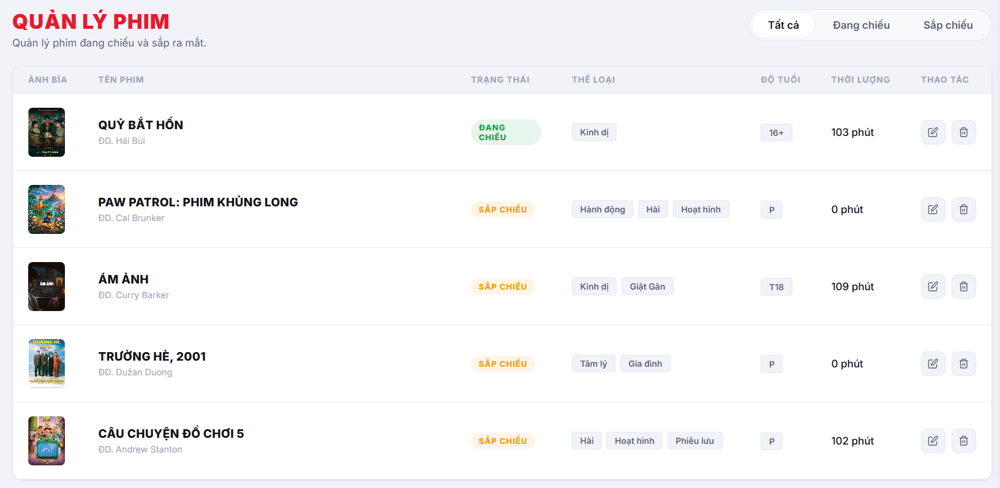 QUẢN LÝ PHIM
Quản lý phim đang chiếu và sắp ra mắt.
Tất cả Đang chiếu Sắp chiếu
ẢNH BÌA TÊN PHIM TRẠNG THÁI THỂ LOẠI ĐỘ TUỔI THỜI LƯỢNG THAO TÁC
QUỶ BẮT HỒN
ĐD. Hải Bùi
ĐANG
CHIẾU
Kinh dị
16+
103 phút
PAW PATROL: PHIM KHỦNG LONG
ĐD. Cal Brunker
SẮP CHIẾU
Hành động Hài Hoạt hình
P
0 phút
ÁM ẢNH
ÁM ẢNH
ĐD. Curry Barker
SẮP CHIẾU
Kinh dị Giật Gân
T18
109 phút
TRƯỜNG HÈ,
2001
TRƯỜNG HÈ, 2001
ĐD. Dužan Duong
SẮP CHIẾU
Tâm lý Gia đình
P
0 phút
Hi!
CÂU CHUYỆN ĐỒ CHƠI 5
ĐD. Andrew Stanton
SẮP CHIẾU
Hài Hoạt hình Phiêu lưu
P
102 phút